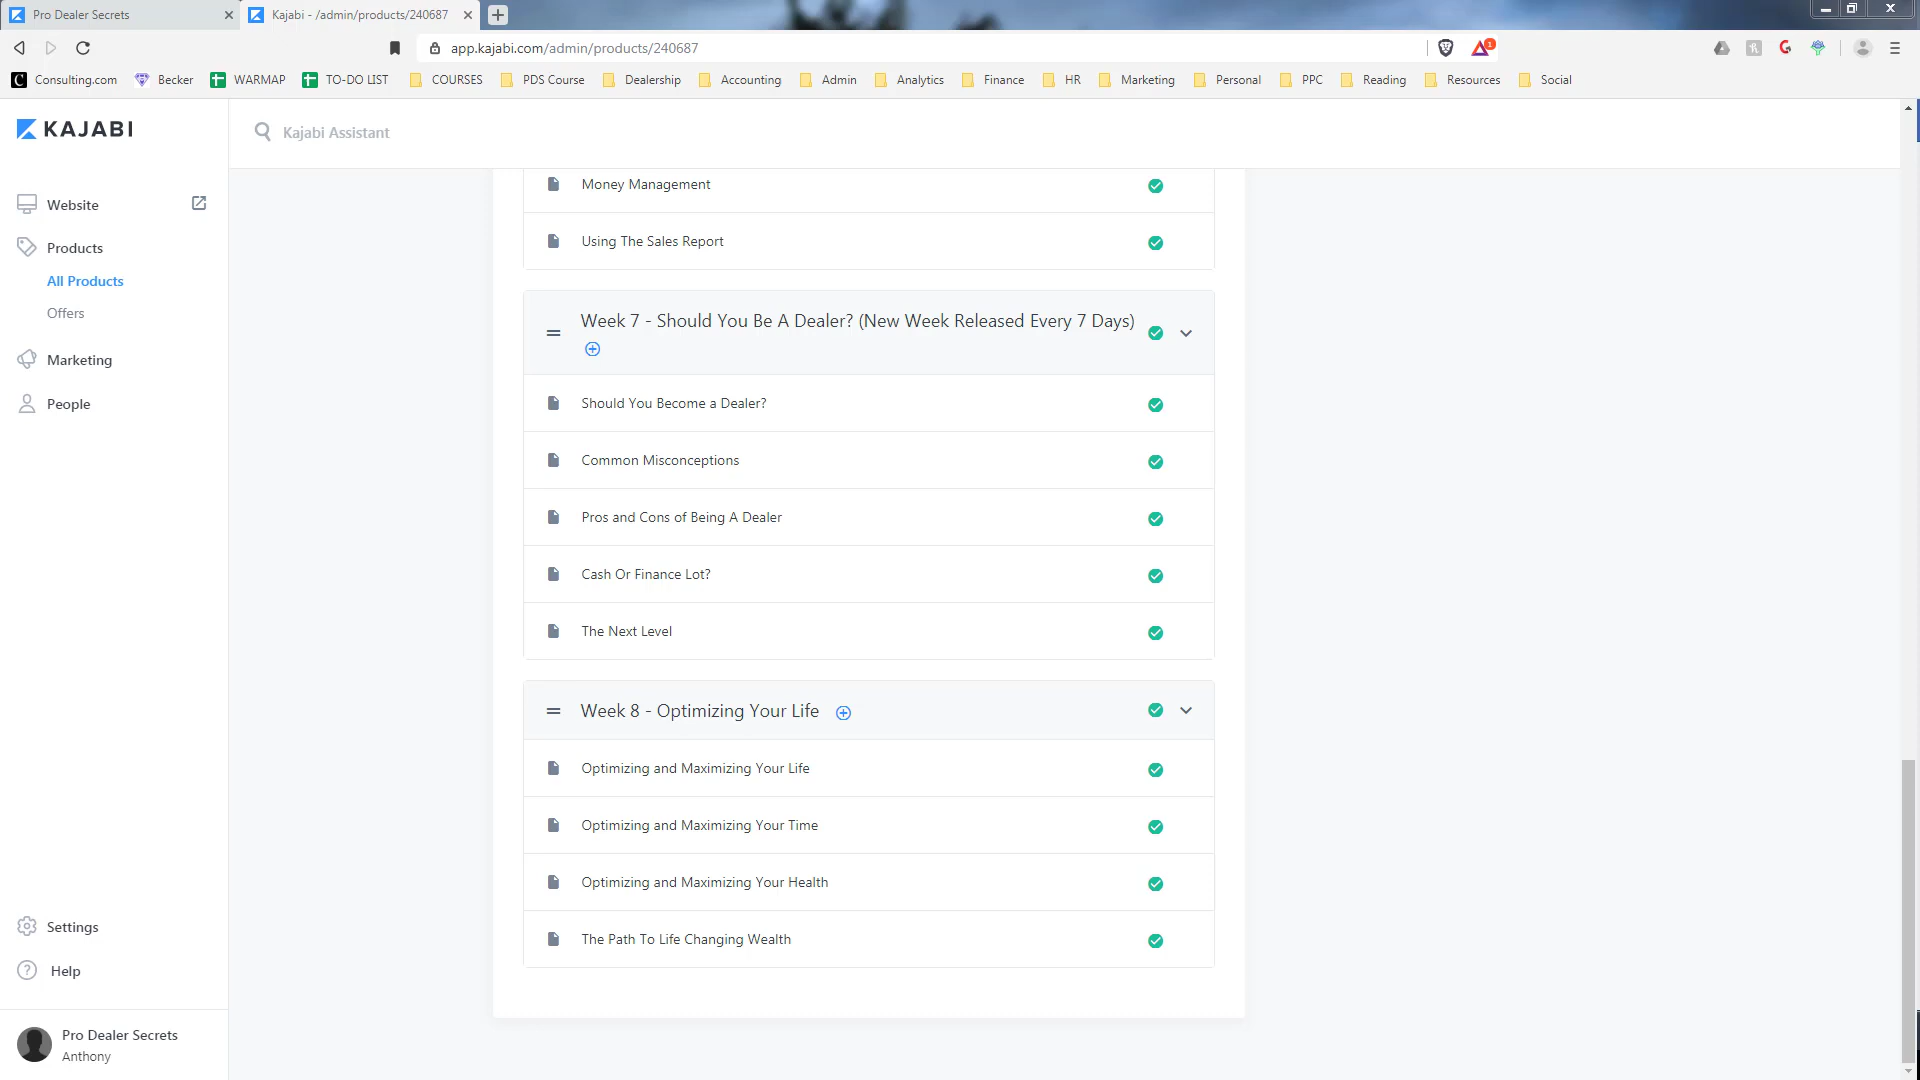 Pro Dealer Secrets
Kajabi - /admin/products/240687
app.kajabi.com/admin/products/240687
1
Consulting.com
Becker
WARMAP
TO-DO LIST
COURSES
PDS Course
Dealership
Accounting
Admin
Analytics
Finance
HR
Marketing
Personal
PPC
Reading
Resources
Social
KAJABI
Kajabi Assistant
Website
Products
All Products
Offers
Marketing
People
Settings
Help
Pro Dealer Secrets
Anthony
Money Management
Using The Sales Report
Week 7 - Should You Be A Dealer? (New Week Released Every 7 Days)
Should You Become a Dealer?
Common Misconceptions
Pros and Cons of Being A Dealer
Cash Or Finance Lot?
The Next Level
Week 8 - Optimizing Your Life
Optimizing and Maximizing Your Life
Optimizing and Maximizing Your Time
Optimizing and Maximizing Your Health
The Path To Life Changing Wealth